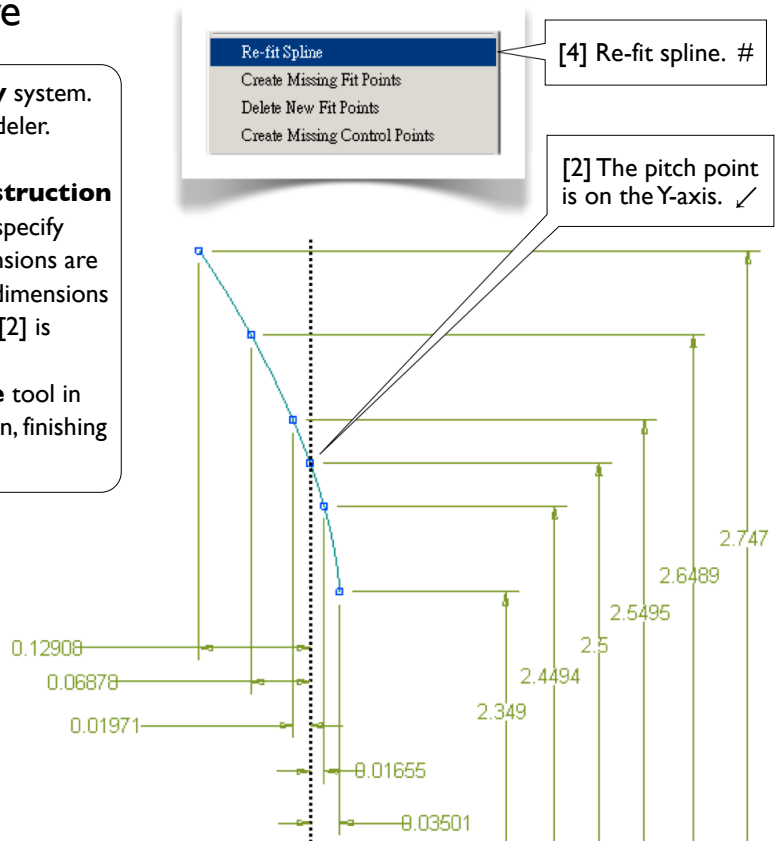 e
y system.
deler.
struction
specify
nsions are
dimensions
[2] is
e tool in
n, finishing
Re-fit Spline
Create Missing Fit Points
Delete New Fit Points
Create Missing Control Points
[4] Re-fit spline. #
[2] The pitch point
is on the Y-axis. ↙
2.747
2.6489
2.5495
2.5
2.4494
2.349
0.12908
0.06878
0.01971
0.01655
0.03501